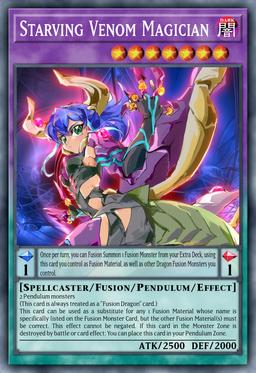 STARVING VENOM MAGICIAN
DARK
闇
Once per turn, you can Fusion Summon 1 Fusion Monster from your Extra Deck, using
this card you control as Fusion Material, as well as other Dragon Fusion Monsters you
control.
1
1
[SPELLCASTER/FUSION/PENDULUM/EFFECT]
2 Pendulum monsters
(This card is always treated as a "Fusion Dragon" card.)
This card can be used as a substitute for any 1 Fusion Material whose name is
specifically listed on the Fusion Monster Card, but the other Fusion Material(s) must
be correct. This effect cannot be negated. If this card in the Monster Zone is
destroyed by battle or card effect: You can place this card in your Pendulum Zone.
ATK/2500 DEF/2000